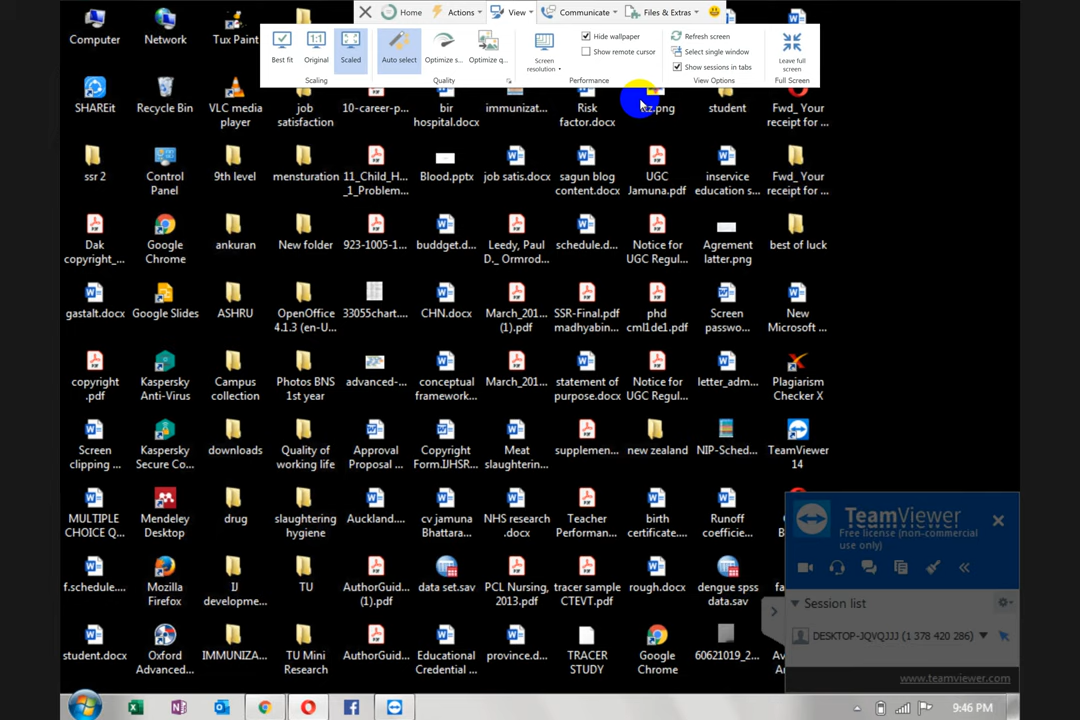 Home
Actions
View
Communicate
Files & Extras
Best fit
Original
Scaled
Scaling
Auto select
Optimize s...
Optimize q...
Quality
Screen
resolution
Hide wallpaper
Show remote cursor
Performance
Refresh screen
Select single window
Show sessions in tabs
View Options
Leave full
screen
Full Screen
Computer
Network
Tux Paint
SHAREit
Recycle Bin
VLC media
player
job
satisfaction
10-career-p...
bir
hospital.docx
immunizat...
Risk
factor.docx
student
Fwd_ Your
receipt for ...
ssr 2
Control
Panel
9th level
mensturation
11_Child_H...
_1_Problem...
Blood.pptx
job satis.docx
sagun blog
content.docx
UGC
Jamuna.pdf
inservice
education s...
Fwd_ Your
receipt for ...
Dak
copyright_...
Google
Chrome
ankuran
New folder
923-1005-1...
buddget.d...
Leedy, Paul
D._ Ormrod...
schedule.d...
Notice for
UGC Regul...
Agrement
latter.png
best of luck
gastalt.docx
Google Slides
ASHRU
OpenOffice
4.1.3 (en-U...
33055chart....
CHN.docx
March_201...
(1).pdf
SSR-Final.pdf
madhyabin...
phd
cml1de1.pdf
Screen
passwo...
New
Microsoft ...
copyright
.pdf
Kaspersky
Anti-Virus
Campus
collection
Photos BNS
1st year
advanced-...
conceptual
framework...
March_201...
statement of
purpose.docx
Notice for
UGC Regul...
letter_adm...
Plagiarism
Checker X
Screen
clipping ...
Kaspersky
Secure Co...
downloads
Quality of
working life
Approval
Proposal ...
Copyright
Form.IJHSR...
Meat
slaughterin...
supplemen...
new zealand
NIP-Sched...
TeamViewer
14
MULTIPLE
CHOICE Q...
Mendeley
Desktop
drug
slaughtering
hygiene
Auckland....
cv jamuna
Bhattara...
NHS research
.docx
Teacher
Performan...
birth
certificate....
Runoff
coefficie...
f.schedule....
Mozilla
Firefox
IJ
developme...
TU
AuthorGuid...
(1).pdf
data set.sav
PCL Nursing,
2013.pdf
tracer sample
CTEVT.pdf
rough.docx
dengue spss
data.sav
student.docx
Oxford
Advanced...
IMMUNIZA...
TU Mini
Research
AuthorGuid...
Educational
Credential ...
province.d...
TRACER
STUDY
Google
Chrome
60621019_2...
TeamViewer
Free license (non-commercial
use only)
Session list
DESKTOP-JQVQJJJ (1 378 420 286)
www.teamviewer.com
9:46 PM